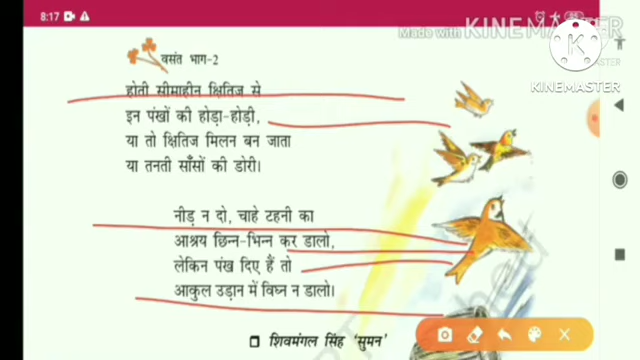 8:17
Made with KINEMASTER
KINEMASTER
वसंत भाग-2
होती सीमाहीन क्षितिज से
इन पंखों की होड़ा-होड़ी,
या तो क्षितिज मिलन बन जाता
या तनती साँसों की डोरी।
नीड़ न दो, चाहे टहनी का
आश्रय छिन्न-भिन्न कर डालो,
लेकिन पंख दिए हैं तो
आकुल उड़ान में विघ्न न डालो।
शिवमंगल सिंह 'सुमन'